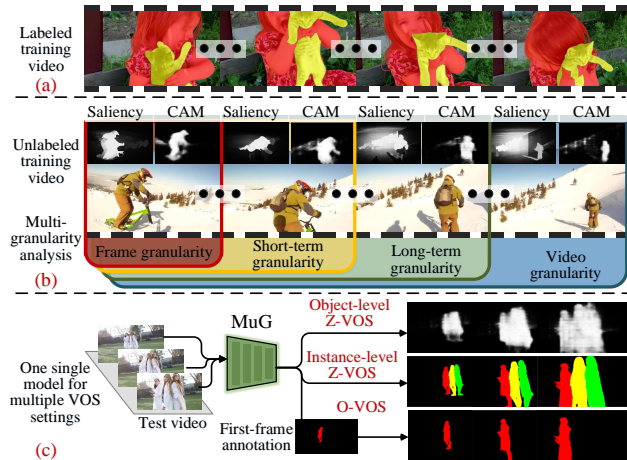 Labeled
training
video
(a)
Saliency CAM Saliency CAM Saliency CAM Saliency CAM
Unlabeled
training
video
Multi-
granularity
analysis
(b)
Frame granularity
Short-term
granularity
Long-term
granularity
Video
granularity
One single
model for
multiple VOS
settings
(c)
Test video
MuG
First-frame
annotation
Object-level
Z-VOS
Instance-level
Z-VOS
O-VOS